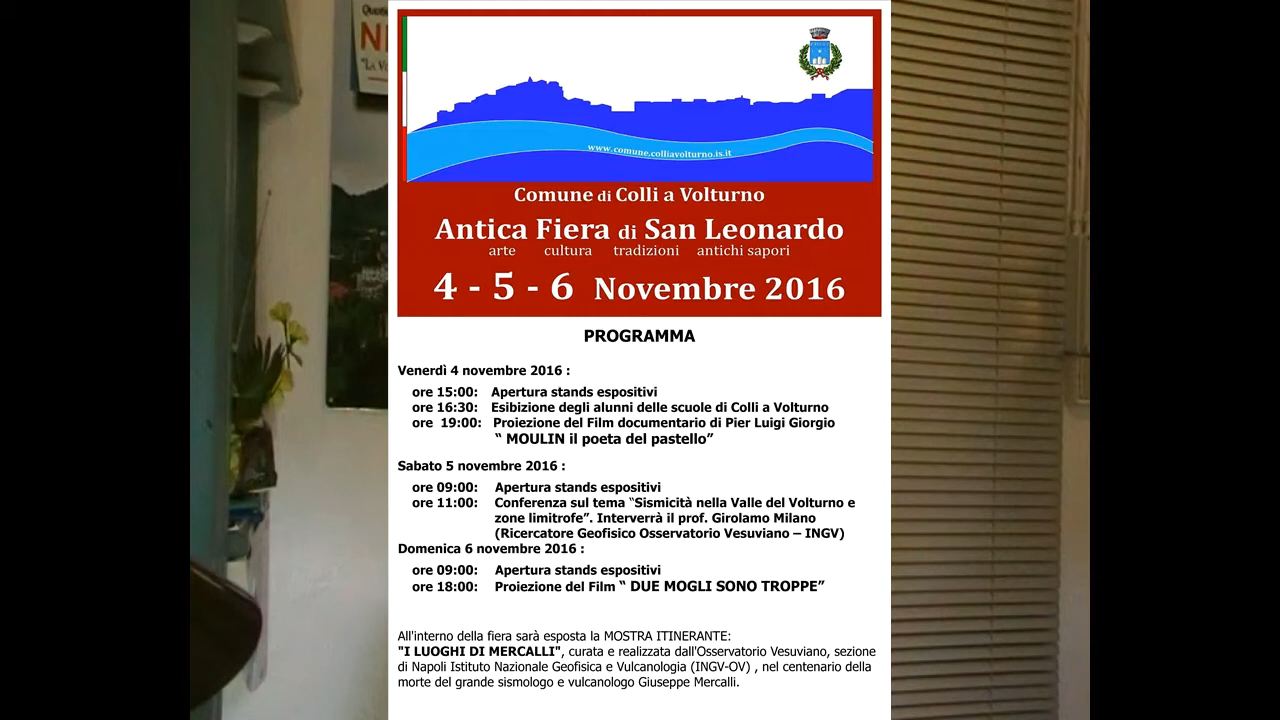 www.comune.colliavolturno.is.it
Comune di Colli a Volturno
Antica Fiera di San Leonardo
arte cultura tradizioni antichi sapori
4 - 5 - 6 Novembre 2016
PROGRAMMA
Venerdì 4 novembre 2016 :
ore 15:00: Apertura stands espositivi
ore 16:30: Esibizione degli alunni delle scuole di Colli a Volturno
ore 19:00: Proiezione del Film documentario di Pier Luigi Giorgio
“ MOULIN il poeta del pastello”
Sabato 5 novembre 2016 :
ore 09:00: Apertura stands espositivi
ore 11:00: Conferenza sul tema “Sismicità nella Valle del Volturno e
zone limitrofe”. Interverrà il prof. Girolamo Milano
(Ricercatore Geofisico Osservatorio Vesuviano – INGV)
Domenica 6 novembre 2016 :
ore 09:00: Apertura stands espositivi
ore 18:00: Proiezione del Film “ DUE MOGLI SONO TROPPE”
All'interno della fiera sarà esposta la MOSTRA ITINERANTE:
"I LUOGHI DI MERCALLI", curata e realizzata dall'Osservatorio Vesuviano, sezione
di Napoli Istituto Nazionale Geofisica e Vulcanologia (INGV-OV) , nel centenario della
morte del grande sismologo e vulcanologo Giuseppe Mercalli.